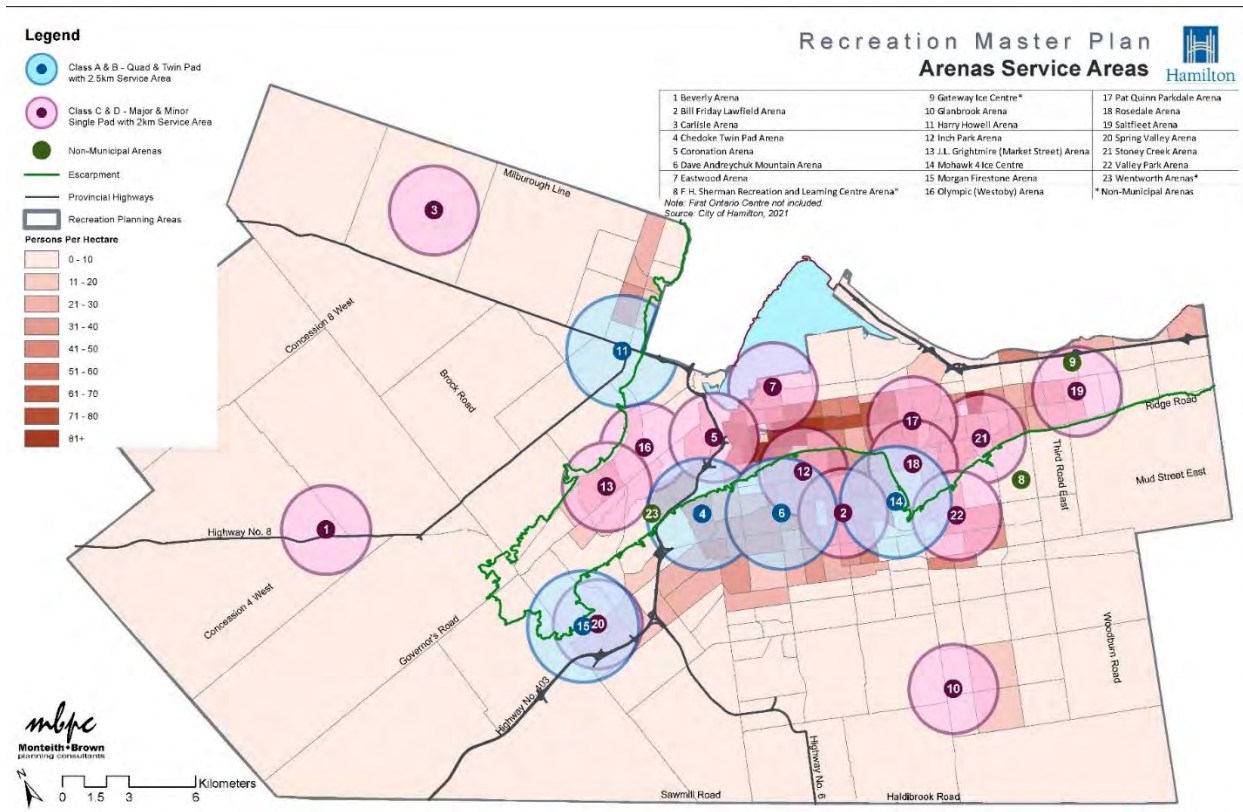 Legend
Class A & B - Quad & Twin Pad
with 2.5km Service Area
Class C & D - Major & Minor
Single Pad with 2km Service Area
Non-Municipal Arenas
Escarpment
Provincial Highways
Recreation Planning Areas
Persons Per Hectare
0 - 10
11 - 20
21 - 30
31 - 40
41 - 50
51 - 60
61 - 70
71 - 80
81+
Recreation Master Plan
Arenas Service Areas
Hamilton
1 Beverly Arena
2 Bill Friday Lawfield Arena
3 Carlisle Arena
4 Chedoke Twin Pad Arena
5 Coronation Arena
6 Dave Andreychuk Mountain Arena
7 Eastwood Arena
8 F.H. Sherman Recreation and Learning Centre Arena*
9 Gateway Ice Centre*
10 Glanbrook Arena
11 Harry Howell Arena
12 Inch Park Arena
13 J.L. Grightmire (Market Street) Arena
14 Mohawk 4 Ice Centre
15 Morgan Firestone Arena
16 Olympic (Westoby) Arena
17 Pat Quinn Parkdale Arena
18 Rosedale Arena
19 Saltfleet Arena
20 Spring Valley Arena
21 Stoney Creek Arena
22 Valley Park Arena
23 Wentworth Arenas*
*Non-Municipal Arenas
Note: First Ontario Centre not included.
Source: City of Hamilton, 2021
Milburough Line
3
Concession 8 West
Brock Road
11
9
7
19
Ridge Road
5
17
16
21
Third Road East
12
18
8
Mud Street East
13
14
23
4
6
2
22
1
Highway No. 8
Concession 4 West
Governor's Road
15
20
Woodburn Road
10
Highway No. 403
Highway No. 6
Sawmill Road
Haldibrook Road
mbpc
Monteith+Brown
planning consultants
N
Kilometers
0 1.5 3 6